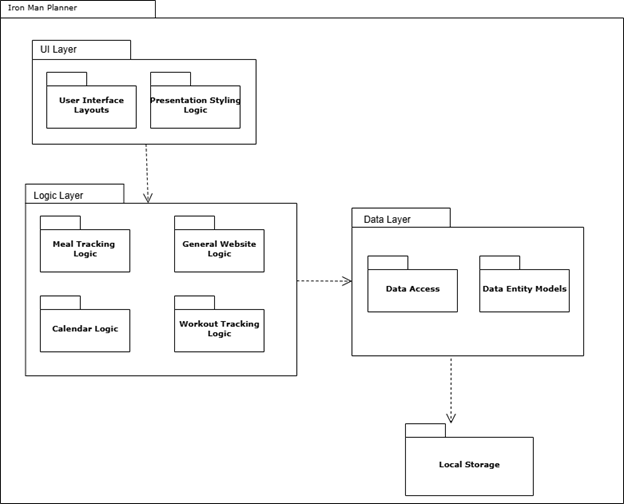 Iron Man Planner
UI Layer
User Interface
Layouts
Presentation Styling
Logic
Logic Layer
Meal Tracking
Logic
General Website
Logic
Calendar Logic
Workout Tracking
Logic
Data Layer
Data Access
Data Entity Models
Local Storage